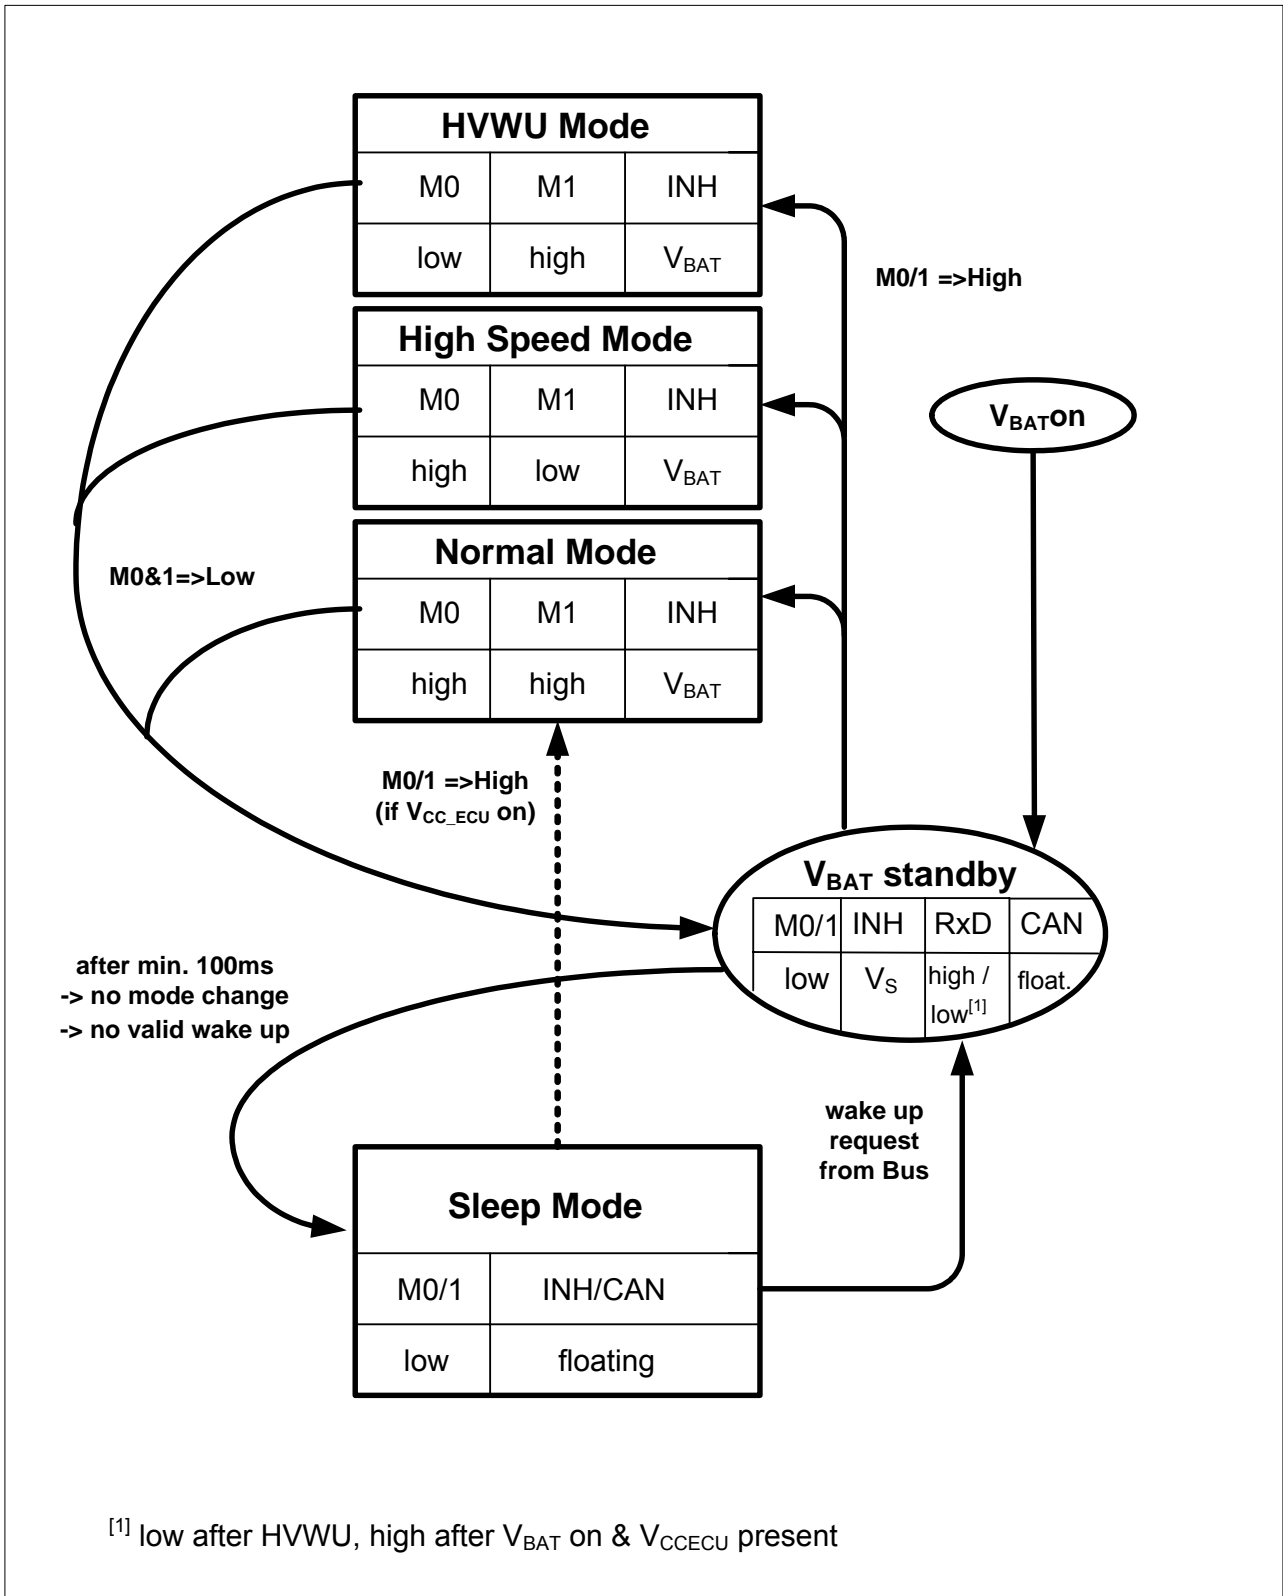 HVWU Mode
M0 M1 INH
low high VBAT
M0/1 =>High
High Speed Mode
M0 M1 INH
high low VBAT
VBATon
Normal Mode
M0&1=>Low
M0 M1 INH
high high VBAT
M0/1 =>High
(if VCC_ECU on)
VBAT standby
M0/1 INH RxD CAN
low VS high / float.
low[1]
after min. 100ms
-> no mode change
-> no valid wake up
wake up
request
from Bus
Sleep Mode
M0/1 INH/CAN
low floating
[1] low after HVWU, high after VBAT on & VCCECU present